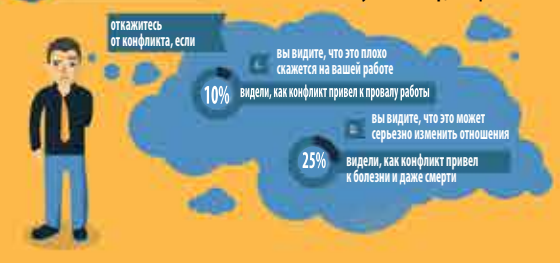 откажитесь
от конфликта, если
вы видите, что это плохо
скажется на вашей работе
10%
видели, как конфликт привел к провалу работы
вы видите, что это может
серьезно изменить отношения
25%
видели, как конфликт привел
к болезни и даже смерти